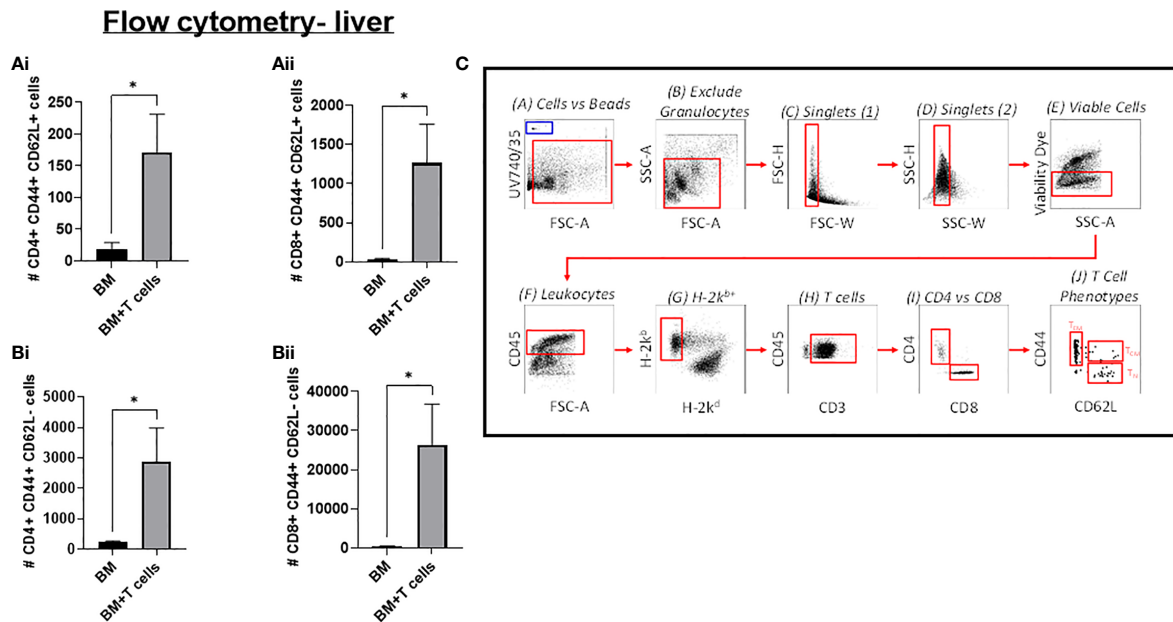 Flow cytometry- liver
Ai
# CD4+ CD44+ CD62L+ cells
250
200
150
100
50
0
*
BM
BM+T cells
Aii
# CD8+ CD44+ CD62L+ cells
2000
1500
1000
500
0
*
BM
BM+T cells
Bi
# CD4+ CD44+ CD62L- cells
5000
4000
3000
2000
1000
0
*
BM
BM+T cells
Bii
# CD8+ CD44+ CD62L- cells
40000
30000
20000
10000
0
*
BM
BM+T cells
C
(A) Cells vs Beads
UV740/35
FSC-A
(B) Exclude
Granulocytes
SSC-A
FSC-A
(C) Singlets (1)
FSC-H
FSC-W
(D) Singlets (2)
SSC-H
SSC-W
(E) Viable Cells
Viability Dye
SSC-A
(F) Leukocytes
CD45
FSC-A
(G) H-2kb+
H-2kb
H-2kd
(H) T cells
CD45
CD3
(I) CD4 vs CD8
CD4
CD8
(J) T Cell
Phenotypes
CD44
TCM
TN
CD62L